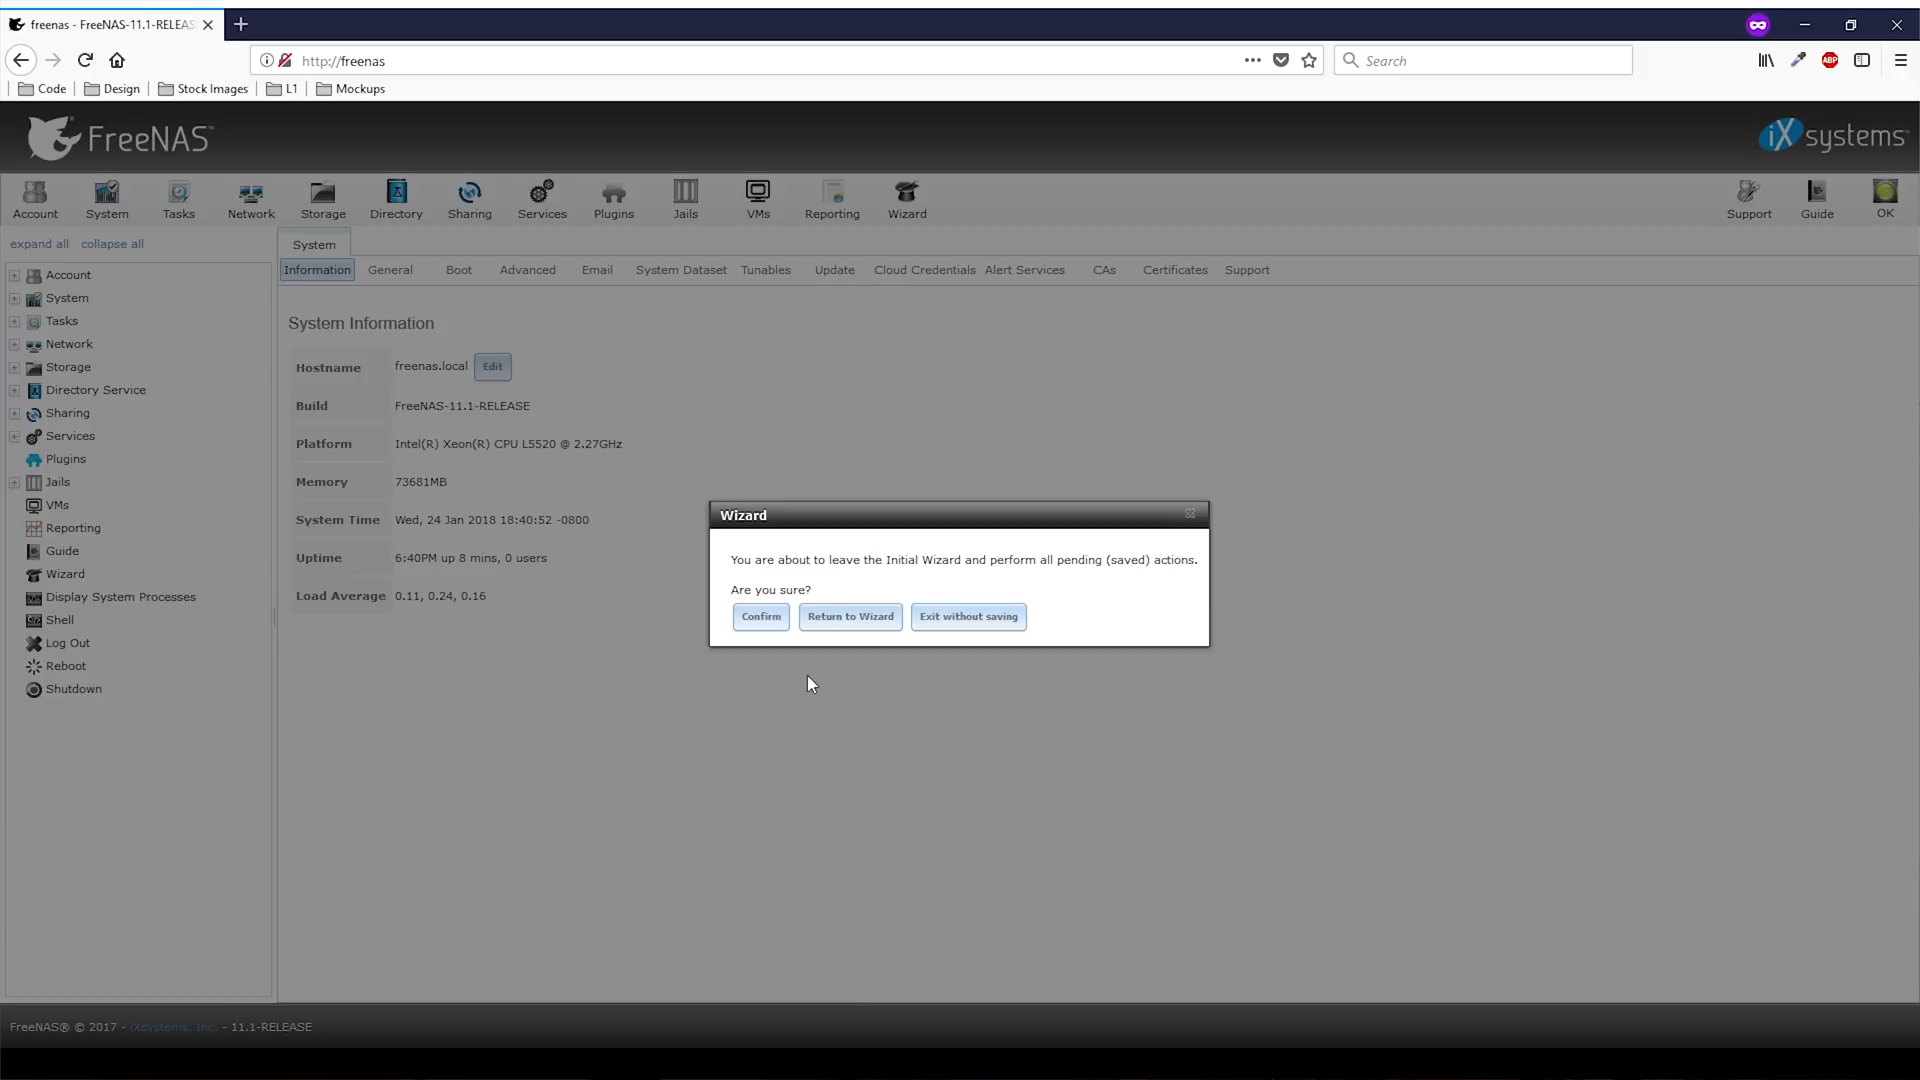 freenas - FreeNAS-11.1-RELEAS
http://freenas
Search
Code
Design
Stock Images
L1
Mockups
FreeNAS™
iXsystems™
Account
System
Tasks
Network
Storage
Directory
Sharing
Services
Plugins
Jails
VMs
Reporting
Wizard
Support
Guide
OK
expand all collapse all
Account
System
Tasks
Network
Storage
Directory Service
Sharing
Services
Plugins
Jails
VMs
Reporting
Guide
Wizard
Display System Processes
Shell
Log Out
Reboot
Shutdown
System
Information General Boot Advanced Email System Dataset Tunables Update Cloud Credentials Alert Services CAs Certificates Support
System Information
Hostname freenas.local Edit
Build FreeNAS-11.1-RELEASE
Platform Intel(R) Xeon(R) CPU L5520 @ 2.27GHz
Memory 73681MB
System Time Wed, 24 Jan 2018 18:40:52 -0800
Uptime 6:40PM up 8 mins, 0 users
Load Average 0.11, 0.24, 0.16
Wizard
You are about to leave the Initial Wizard and perform all pending (saved) actions.
Are you sure?
Confirm Return to Wizard Exit without saving
FreeNAS® © 2017 - iXsystems, Inc. - 11.1-RELEASE
ABP